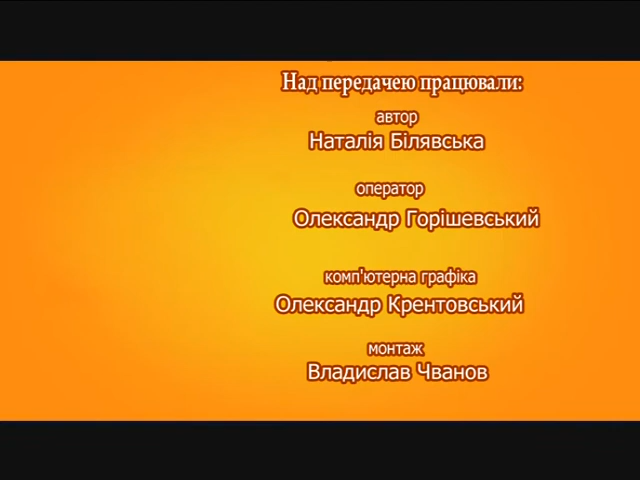 Над передачею працювали:
автор
Наталія Білявська
оператор
Олександр Горішевський
комп'ютерна графіка
Олександр Крентовський
монтаж
Владислав Чванов